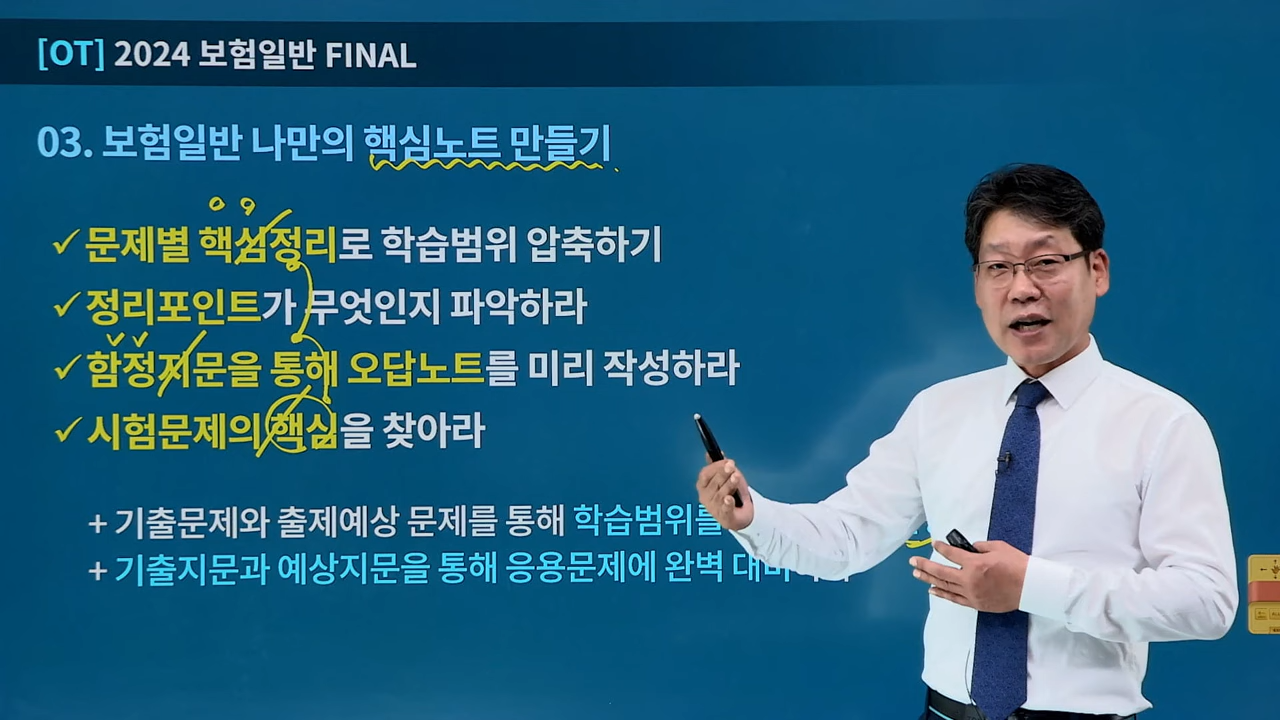 [OT] 2024 보험일반 FINAL
03. 보험일반 나만의 핵심노트 만들기
✓ 문제별 핵심정리로 학습범위 압축하기
✓ 정리포인트가 무엇인지 파악하라
✓ 함정지문을 통해 오답노트를 미리 작성하라
✓ 시험문제의 핵심을 찾아라
+ 기출문제와 출제예상 문제를 통해 학습범위를
+ 기출지문과 예상지문을 통해 응용문제에 완벽